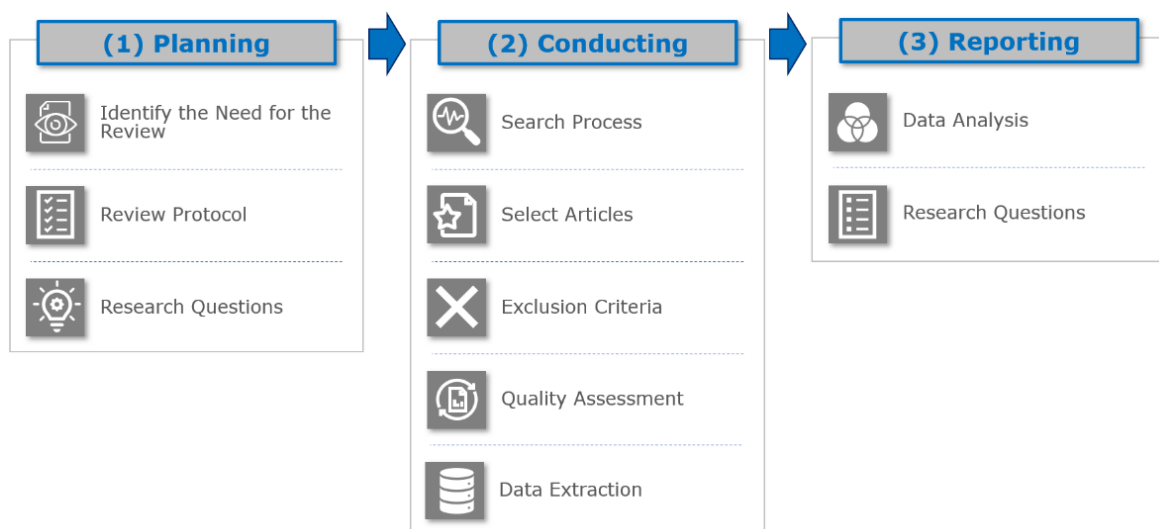 (1) Planning
Identify the Need for the
Review
Review Protocol
Research Questions
(2) Conducting
Search Process
Select Articles
Exclusion Criteria
Quality Assessment
Data Extraction
(3) Reporting
Data Analysis
Research Questions